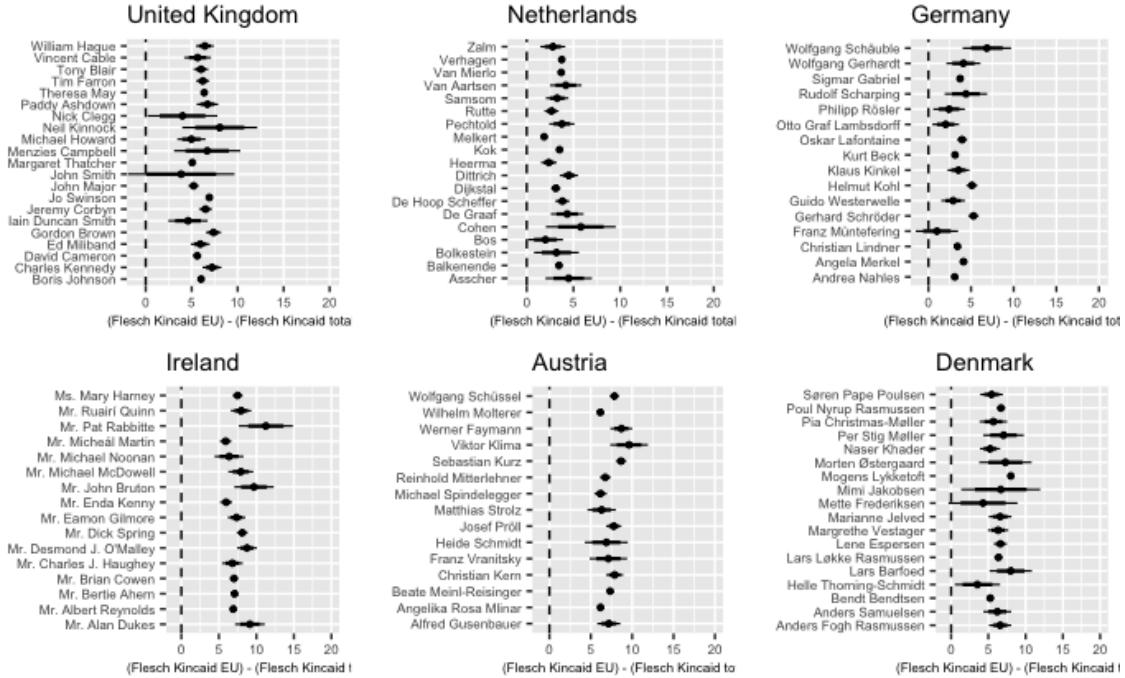 United Kingdom
William Hague
Vincent Cable
Tony Blair
Tim Farron
Theresa May
Paddy Ashdown
Nick Clegg
Neil Kinnock
Michael Howard
Menzies Campbell
Margaret Thatcher
John Smith
John Major
Jo Swinson
Jeremy Corbyn
Iain Duncan Smith
Gordon Brown
Ed Miliband
David Cameron
Charles Kennedy
Boris Johnson
0 5 10 15 20
(Flesch Kincaid EU) - (Flesch Kincaid total
Netherlands
Zalm
Verhagen
Van Mierlo
Van Aartsen
Samsom
Rutte
Pechtold
Melkert
Kok
Heerma
Dittrich
Dijkstal
De Hoop Scheffer
De Graaf
Cohen
Bos
Bolkestein
Balkenende
Asscher
0 5 10 15 20
(Flesch Kincaid EU) - (Flesch Kincaid total
Germany
Wolfgang Schäuble
Wolfgang Gerhardt
Sigmar Gabriel
Rudolf Scharping
Philipp Rösler
Otto Graf Lambsdorff
Oskar Lafontaine
Kurt Beck
Klaus Kinkel
Helmut Kohl
Guido Westerwelle
Gerhard Schröder
Franz Müntefering
Christian Lindner
Angela Merkel
Andrea Nahles
0 5 10 15 20
(Flesch Kincaid EU) - (Flesch Kincaid tot
Ireland
Ms. Mary Harney
Mr. Ruairí Quinn
Mr. Pat Rabbitte
Mr. Micheál Martin
Mr. Michael Noonan
Mr. Michael McDowell
Mr. John Bruton
Mr. Enda Kenny
Mr. Eamon Gilmore
Mr. Dick Spring
Mr. Desmond J. O'Malley
Mr. Charles J. Haughey
Mr. Brian Cowen
Mr. Bertie Ahern
Mr. Albert Reynolds
Mr. Alan Dukes
0 5 10 15 20
(Flesch Kincaid EU) - (Flesch Kincaid t
Austria
Wolfgang Schüssel
Wilhelm Molterer
Werner Faymann
Viktor Klima
Sebastian Kurz
Reinhold Mitterlehner
Michael Spindelegger
Matthias Strolz
Josef Pröll
Heide Schmidt
Franz Vranitsky
Christian Kern
Beate Meinl-Reisinger
Angelika Rosa Mlinar
Alfred Gusenbauer
0 5 10 15 20
(Flesch Kincaid EU) - (Flesch Kincaid to
Denmark
Søren Pape Poulsen
Poul Nyrup Rasmussen
Pia Christmas-Møller
Per Stig Møller
Naser Khader
Morten Østergaard
Mogens Lykketoft
Mimi Jakobsen
Mette Frederiksen
Marianne Jelved
Margrethe Vestager
Lene Espersen
Lars Løkke Rasmussen
Lars Barfoed
Helle Thorning-Schmidt
Bendt Bendtsen
Anders Samuelsen
Anders Fogh Rasmussen
0 5 10 15 20
(Flesch Kincaid EU) - (Flesch Kincaid t